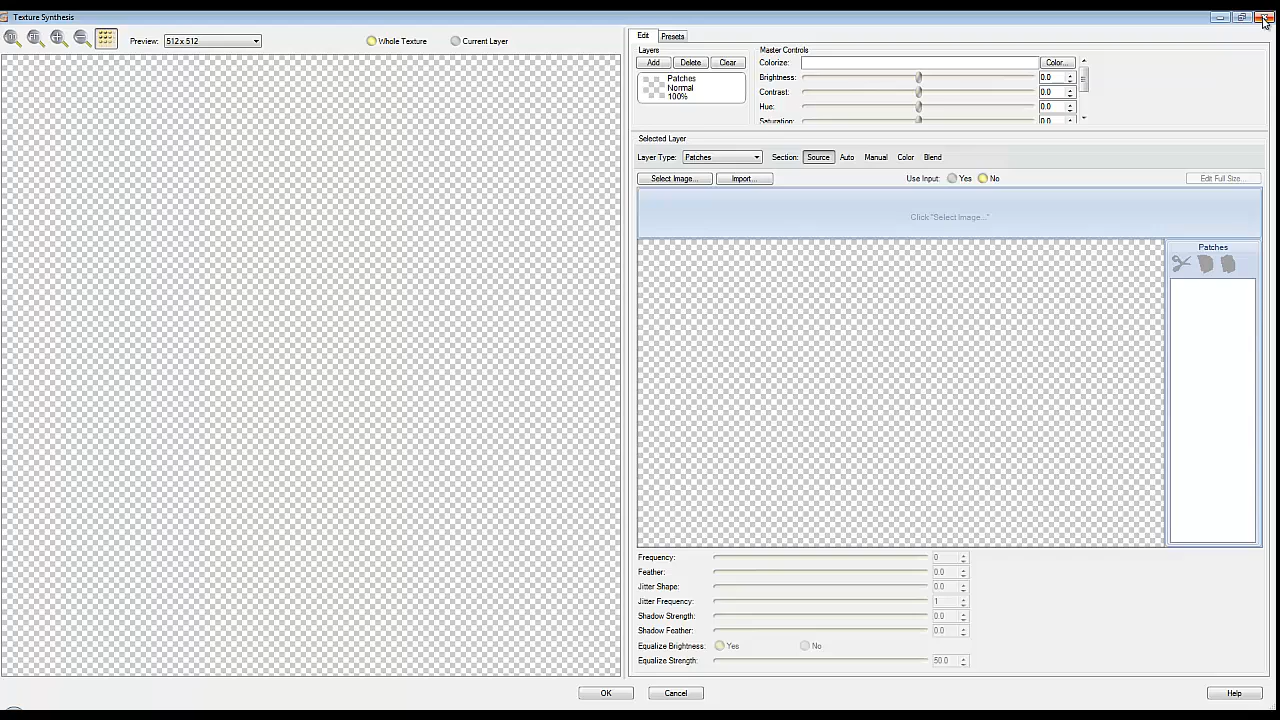 Texture Synthesis
Preview: 512 x 512 Whole Texture Current Layer
Edit Presets
Layers
Add Delete Clear
Patches
Normal
100%
Master Controls
Colorize: Color...
Brightness: 0.0
Contrast: 0.0
Hue: 0.0
Saturation: 0.0
Selected Layer
Layer Type: Patches Section: Source Auto Manual Color Blend
Select Image... Import... Use Input: Yes No Edit Full Size...
Click "Select Image..."
Patches
Frequency: 0
Feather: 0.0
Jitter Shape: 0.0
Jitter Frequency: 1
Shadow Strength: 0.0
Shadow Feather: 0.0
Equalize Brightness: Yes No
Equalize Strength: 50.0
OK Cancel Help